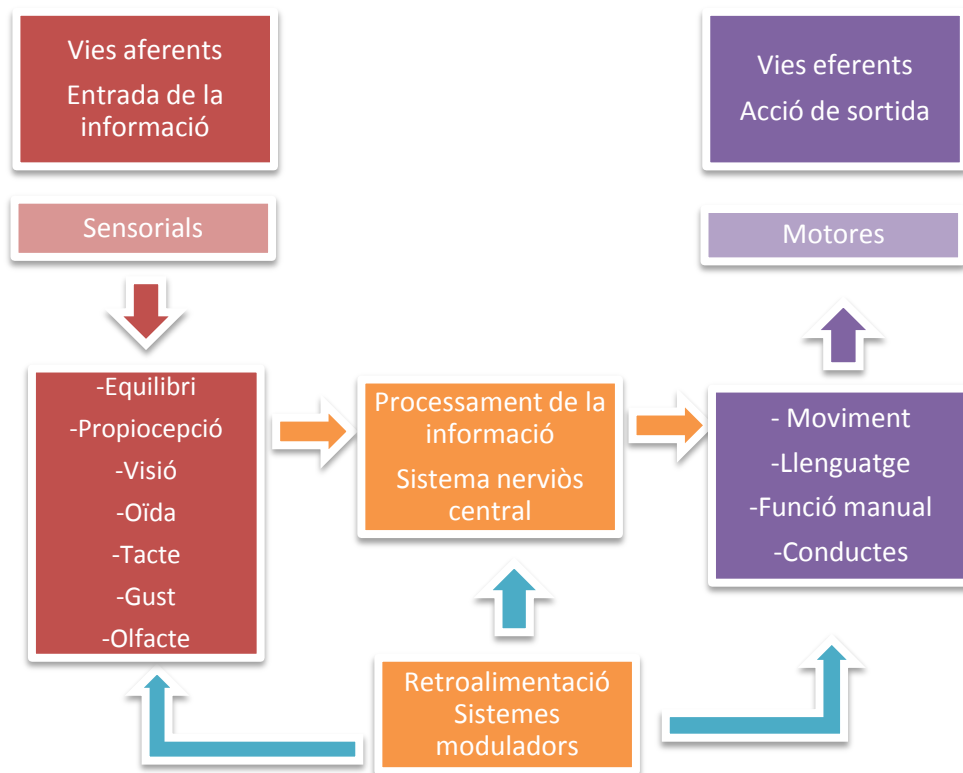 Vies aferents
Entrada de la
informació
Sensorials
-Equilibri
-Propiocepció
-Visió
-Oïda
-Tacte
-Gust
-Olfacte
Processament de la
informació
Sistema nerviòs
central
Retroalimentació
Sistemes
moduladors
Vies eferents
Acció de sortida
Motores
- Moviment
-Llenguatge
-Funció manual
-Conductes